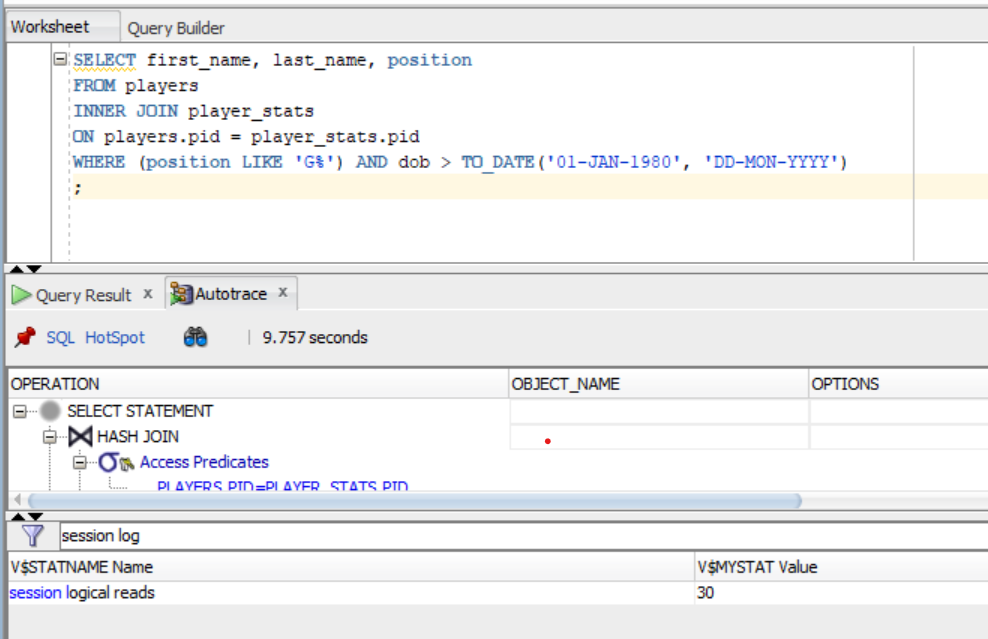 Worksheet Query Builder
SELECT first_name, last_name, position
FROM players
INNER JOIN player_stats
ON players.pid = player_stats.pid
WHERE (position LIKE 'G%') AND dob > TO_DATE('01-JAN-1980', 'DD-MON-YYYY')
;
Query Result x Autotrace x
SQL HotSpot 9.757 seconds
OPERATION OBJECT_NAME OPTIONS
SELECT STATEMENT
HASH JOIN
Access Predicates
PLAYERS.PID=PLAYER_STATS.PID
session log
V$STATNAME Name V$MYSTAT Value
session logical reads 30